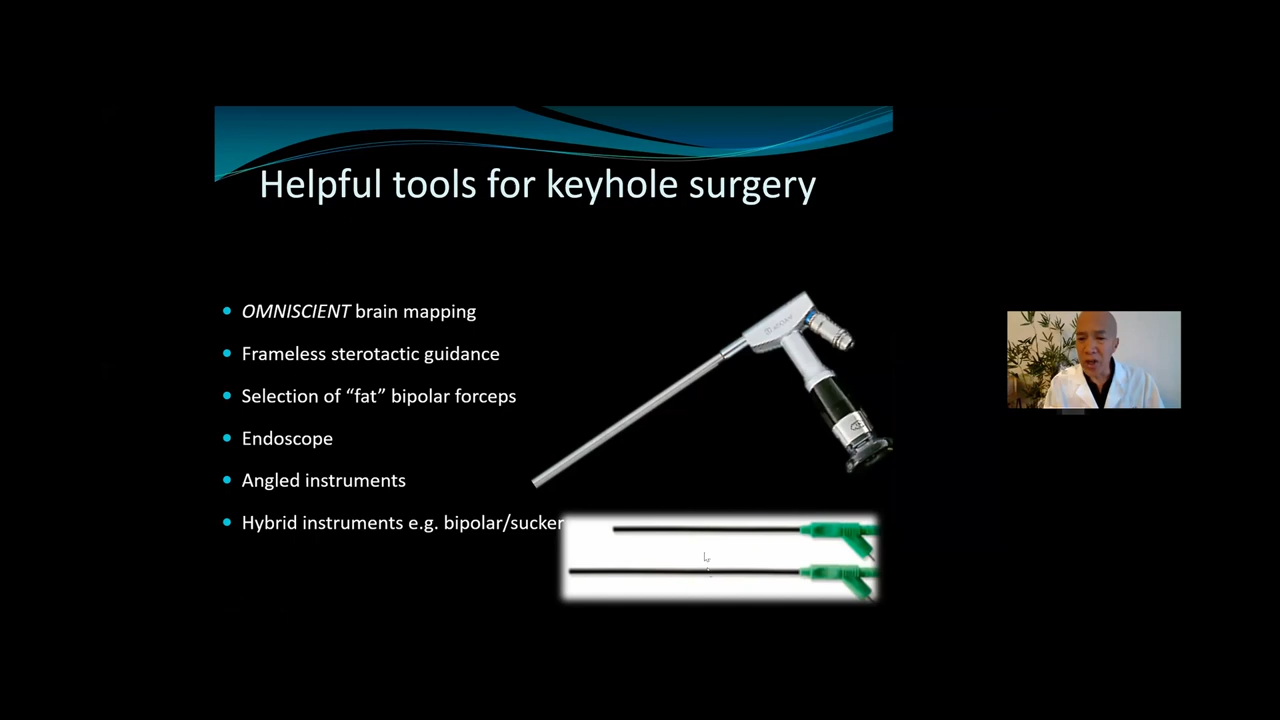 Helpful tools for keyhole surgery
OMNISCIENT brain mapping
Frameless sterotactic guidance
Selection of “fat” bipolar forceps
Endoscope
Angled instruments
Hybrid instruments e.g. bipolar/sucker